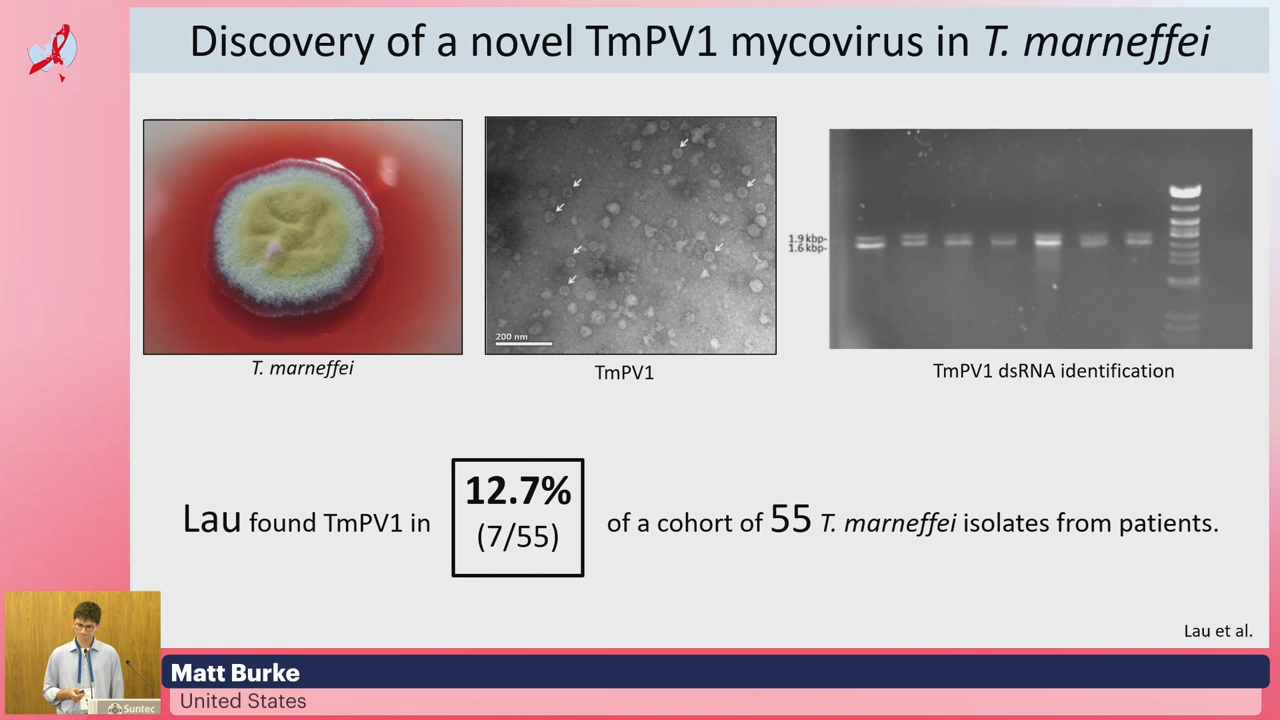 Discovery of a novel TmPV1 mycovirus in T. marneffei
200 nm
1.9 kbp-
1.6 kbp-
T. marneffei
TmPV1
TmPV1 dsRNA identification
Lau found TmPV1 in 12.7% (7/55) of a cohort of 55 T. marneffei isolates from patients.
Lau et al.
Suntec
Matt Burke
United States